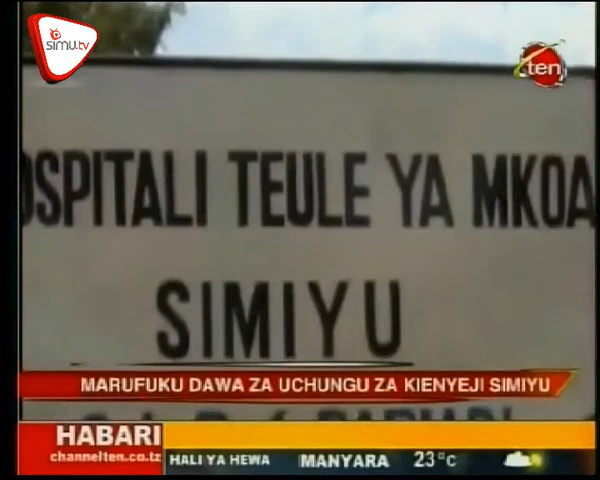 simu.tv
ten
OSPITALI TEULE YA MKOA
SIMIYU
MARUFUKU DAWA ZA UCHUNGU ZA KIENYEJI SIMIYU
HABARI
channelten.co.tz
HALI YA HEWA MANYARA 23°C